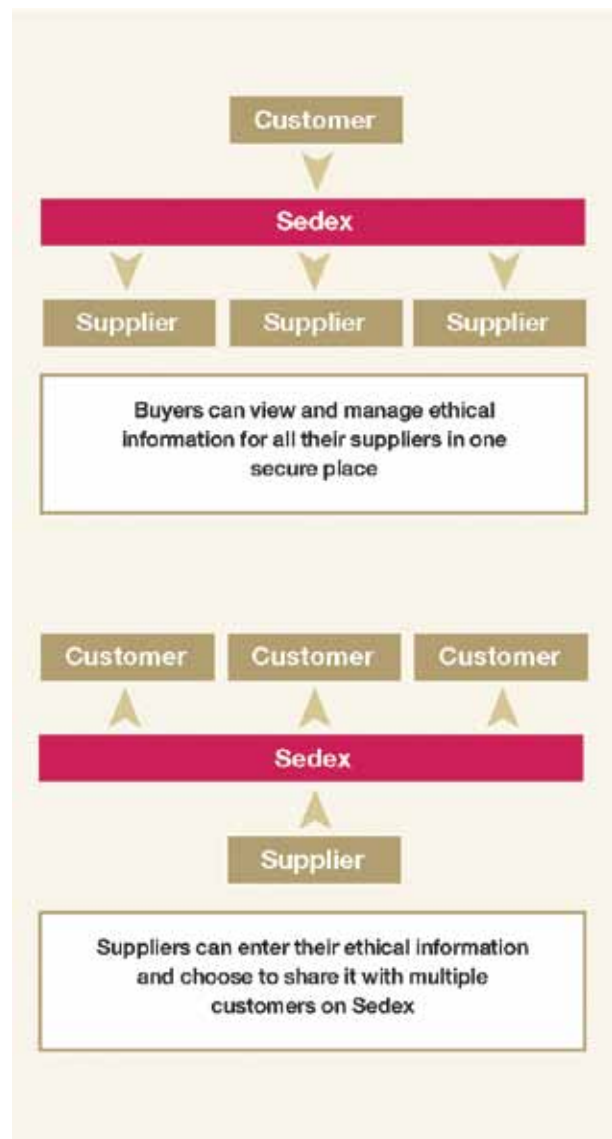 Customer
Sedex
Supplier Supplier Supplier
Buyers can view and manage ethical
information for all their suppliers in one
secure place
Customer Customer Customer
Sedex
Supplier
Suppliers can enter their ethical information
and choose to share it with multiple
customers on Sedex